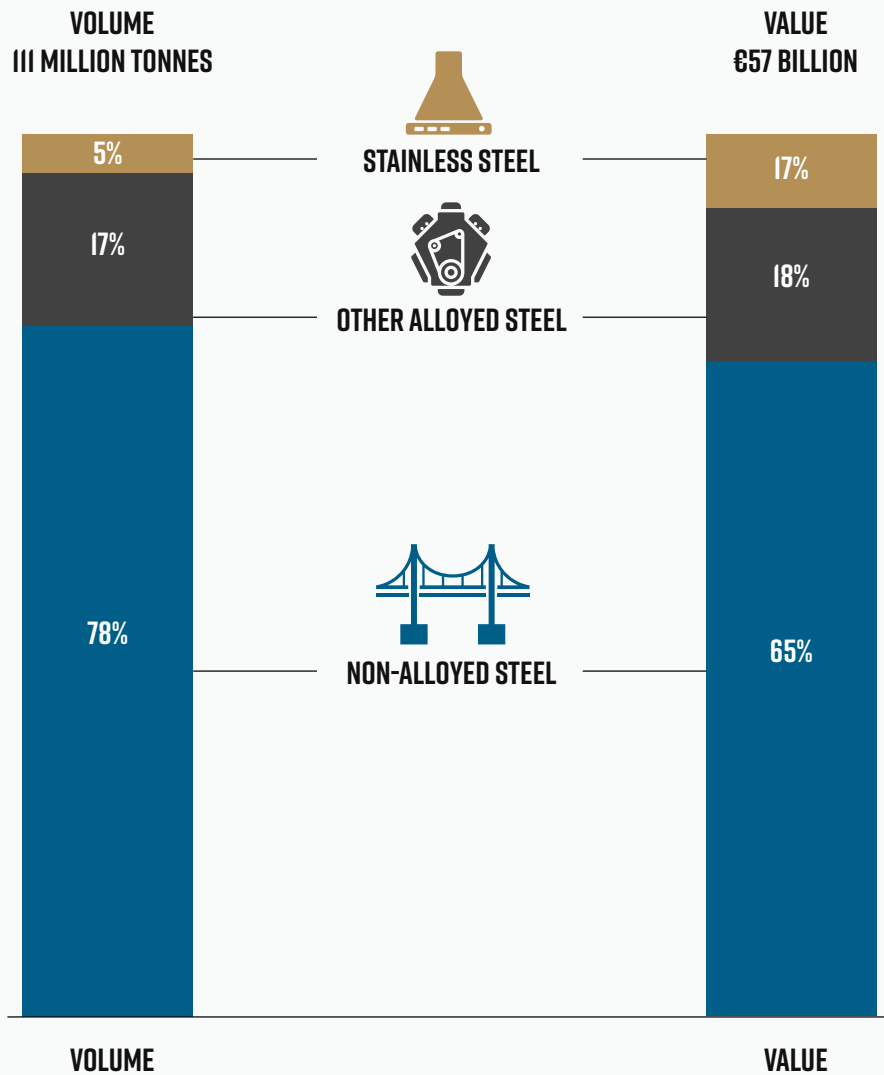 VOLUME
111 MILLION TONNES
VALUE
€57 BILLION
5%
STAINLESS STEEL
17%
17%
OTHER ALLOYED STEEL
18%
78%
NON-ALLOYED STEEL
65%
VOLUME
VALUE